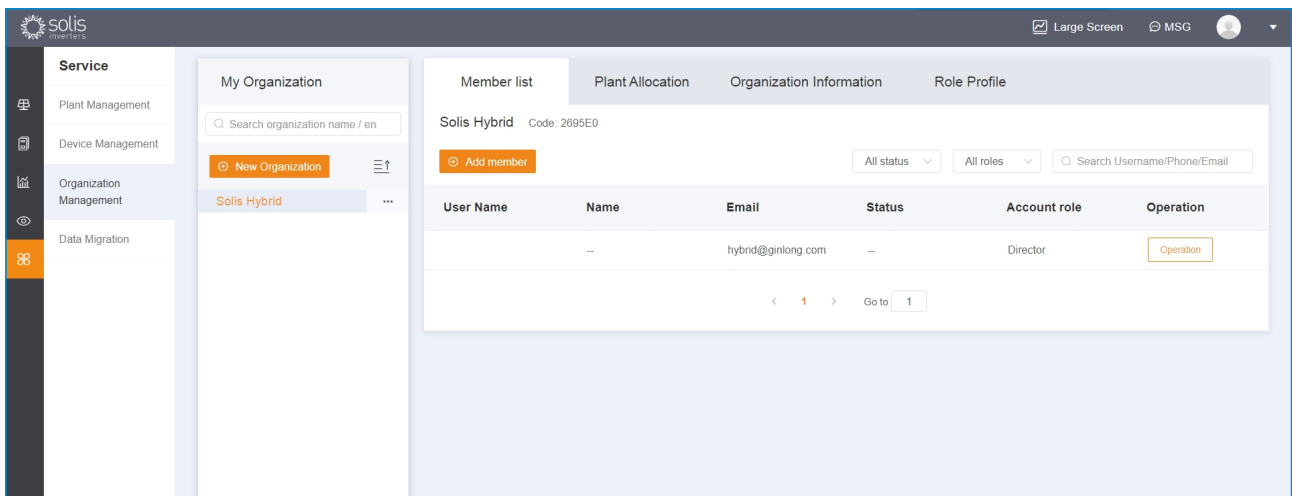 solis
inverters
Large Screen
MSG
Service
Plant Management
Device Management
Organization
Management
Data Migration
My Organization
Search organization name / en
New Organization
Solis Hybrid
...
Member list
Plant Allocation
Organization Information
Role Profile
Solis Hybrid Code: 2695E0
Add member
All status
All roles
Search Username/Phone/Email
User Name Name Email Status Account role Operation
-- hybrid@ginlong.com -- Director Operation
< 1 > Go to 1